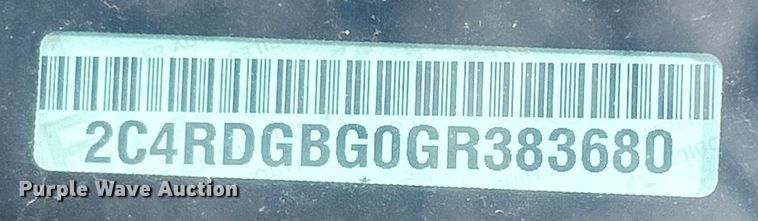 2C4RDGBG0GR383680
Purple Wave Auction